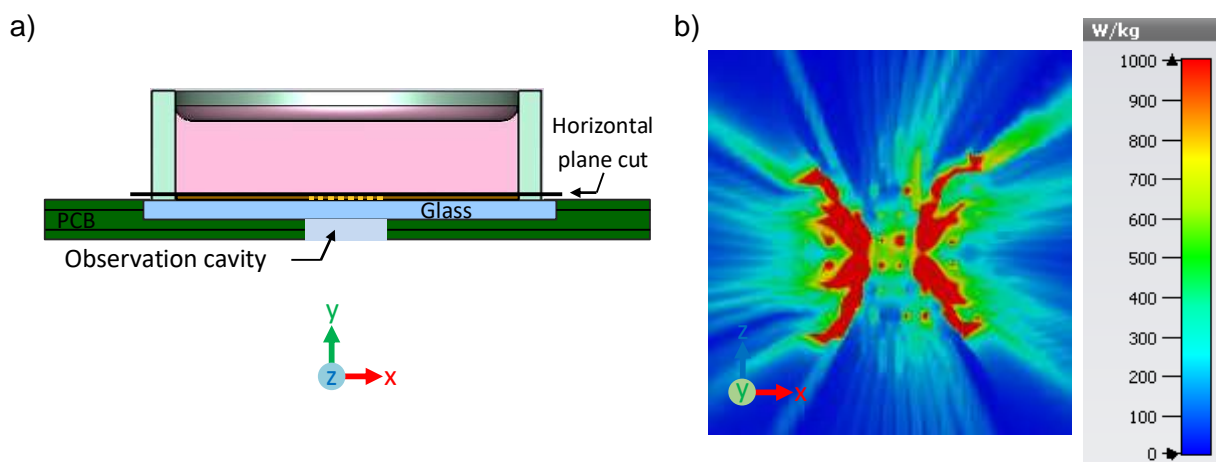 a)
Horizontal
plane cut
Glass
PCB
Observation cavity
y
z
x
b)
z
y
x
W/kg
1000
900
800
700
600
500
400
300
200
100
0